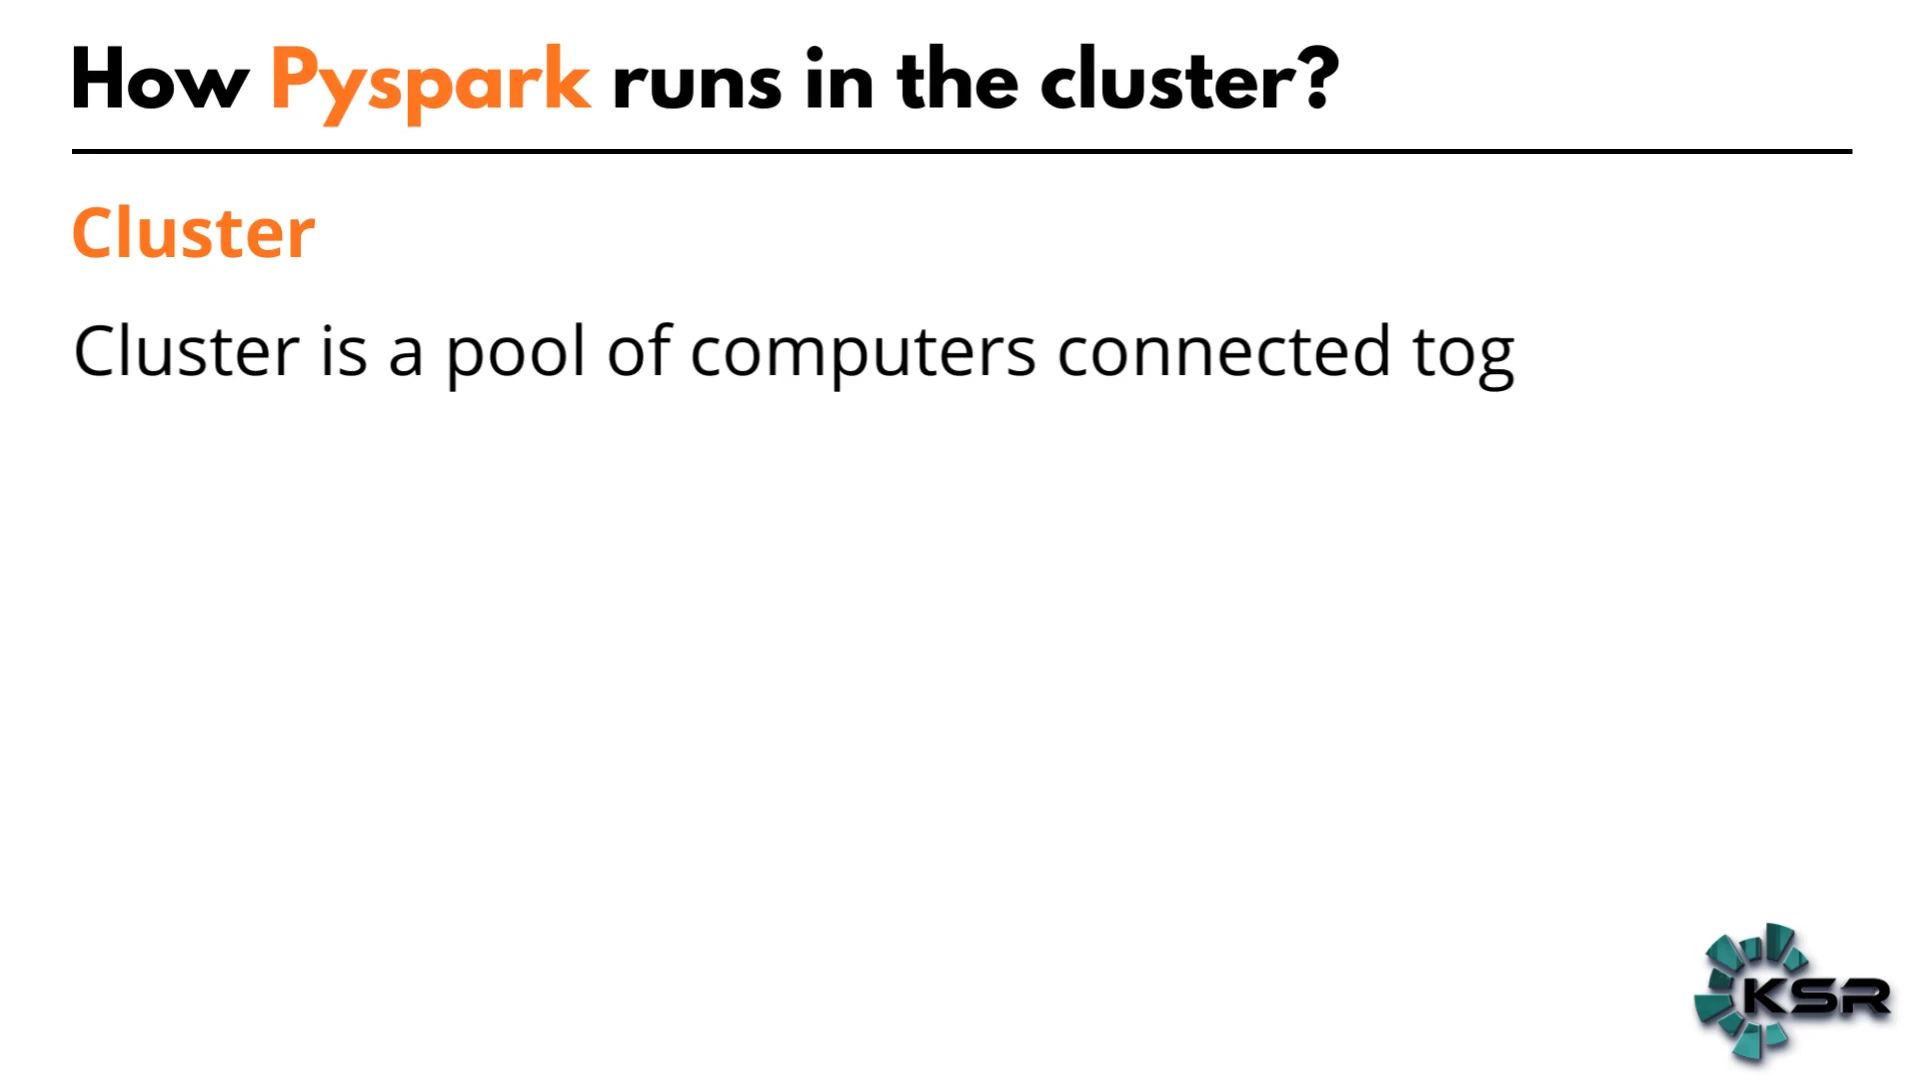 How Pyspark runs in the cluster?
Cluster
Cluster is a pool of computers connected tog
KSR